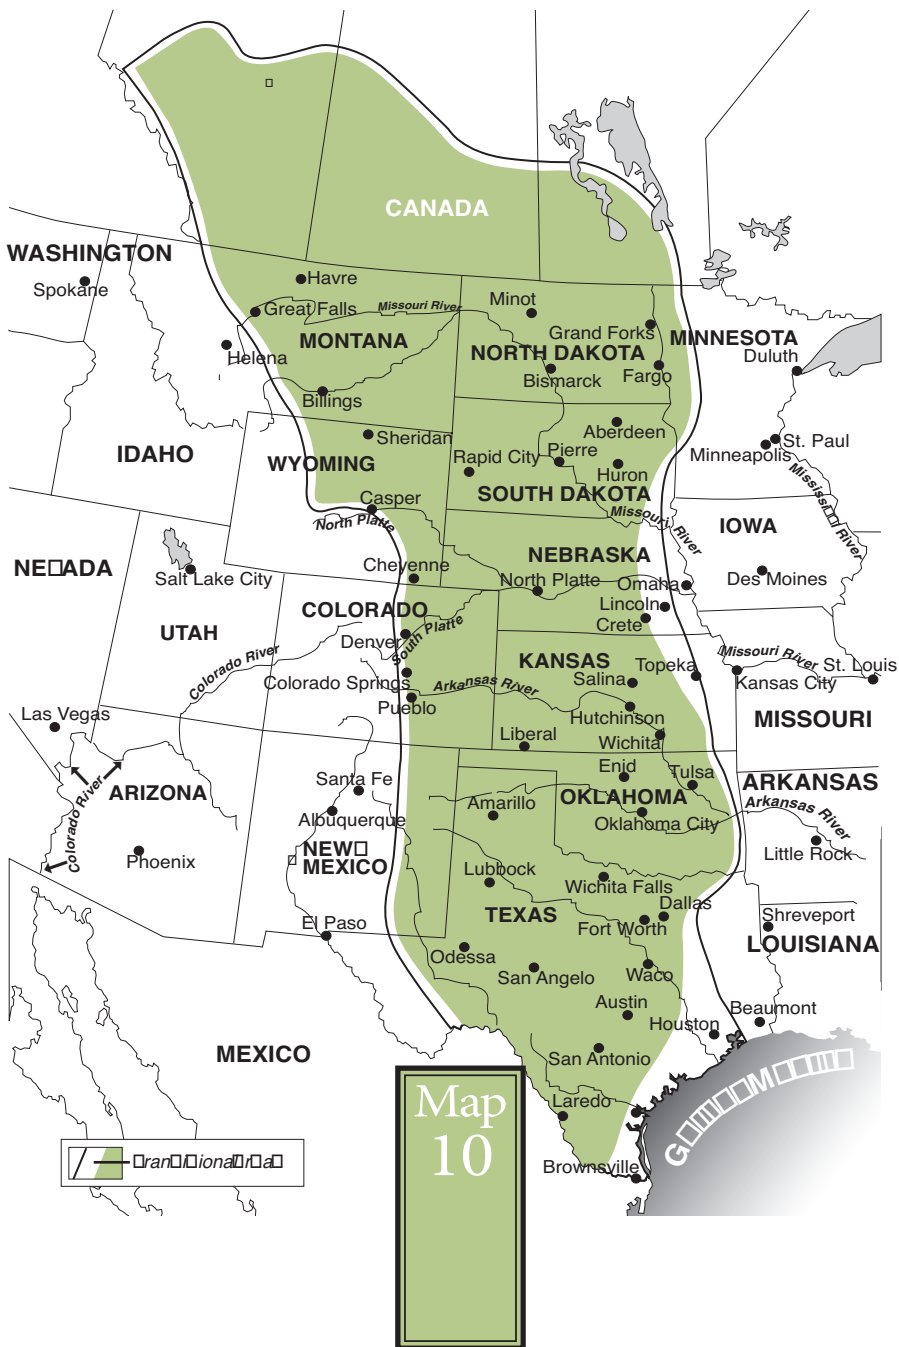 CANADA
WASHINGTON
Spokane
Havre
Great Falls
Missouri River
Minot
Grand Forks
MONTANA
NORTH DAKOTA
MINNESOTA
Duluth
Helena
Bismarck
Fargo
Billings
Sheridan
Aberdeen
IDAHO
WYOMING
Rapid City
Pierre
Minneapolis
St. Paul
Huron
SOUTH DAKOTA
Casper
North Platte
Missouri River
IOWA
River
NEBRASKA
Cheyenne
Salt Lake City
North Platte
Omaha
Des Moines
COLORADO
Lincoln
Crete
UTAH
Denver
South Platte
Colorado River
KANSAS
Topeka
Missouri River
St. Louis
Colorado Springs
Arkansas River
Salina
Kansas City
Pueblo
Las Vegas
Hutchinson
MISSOURI
Liberal
Wichita
Santa Fe
Enid
Tulsa
Colorado River
ARIZONA
Amarillo
OKLAHOMA
ARKANSAS
Albuquerque
Oklahoma City
Arkansas River
NEW
MEXICO
Phoenix
Little Rock
Lubbock
Wichita Falls
TEXAS
Dallas
El Paso
Fort Worth
Shreveport
LOUISIANA
Odessa
San Angelo
Waco
Austin
Beaumont
Houston
MEXICO
San Antonio
Laredo
Brownsville
Map
10